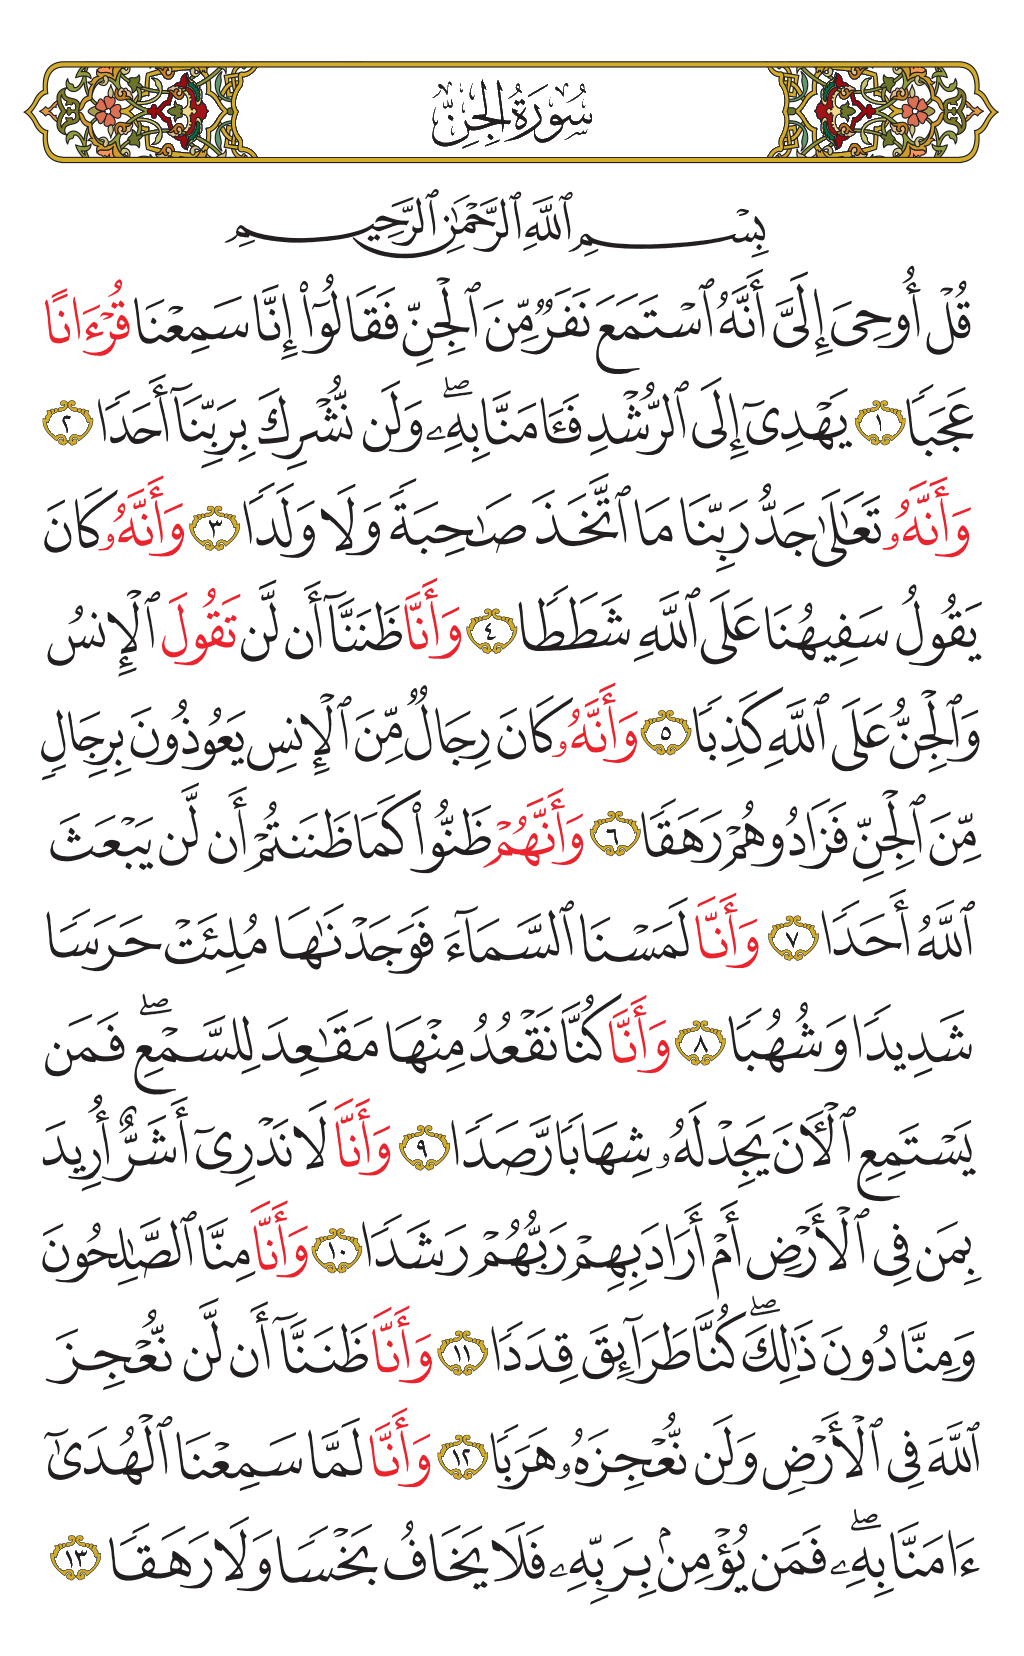 سُورَةُ الجِنِّ
بِسْمِ ٱللَّهِ ٱلرَّحْمَٰنِ ٱلرَّحِيمِ
قُلْ أُوحِىَ إِلَىَّ أَنَّهُ ٱسْتَمَعَ نَفَرٌ مِّنَ ٱلْجِنِّ فَقَالُوٓا۟ إِنَّا سَمِعْنَا قُرْءَانًا
عَجَبًا ١ يَهْدِىٓ إِلَى ٱلرُّشْدِ فَـَٔامَنَّا بِهِۦ ۖ وَلَن نُّشْرِكَ بِرَبِّنَآ أَحَدًا ٢
وَأَنَّهُۥ تَعَٰلَىٰ جَدُّ رَبِّنَا مَا ٱتَّخَذَ صَٰحِبَةً وَلَا وَلَدًا ٣ وَأَنَّهُۥ كَانَ
يَقُولُ سَفِيهُنَا عَلَى ٱللَّهِ شَطَطًا ٤ وَأَنَّا ظَنَنَّآ أَن لَّن تَقُولَ ٱلْإِنسُ
وَٱلْجِنُّ عَلَى ٱللَّهِ كَذِبًا ٥ وَأَنَّهُۥ كَانَ رِجَالٌ مِّنَ ٱلْإِنسِ يَعُوذُونَ بِرِجَالٍ
مِّنَ ٱلْجِنِّ فَزَادُوهُمْ رَهَقًا ٦ وَأَنَّهُمْ ظَنُّوا۟ كَمَا ظَنَنتُمْ أَن لَّن يَبْعَثَ
ٱللَّهُ أَحَدًا ٧ وَأَنَّا لَمَسْنَا ٱلسَّمَآءَ فَوَجَدْنَٰهَا مُلِئَتْ حَرَسًا
شَدِيدًا وَشُهُبًا ٨ وَأَنَّا كُنَّا نَقْعُدُ مِنْهَا مَقَٰعِدَ لِلسَّمْعِ ۖ فَمَن
يَسْتَمِعِ ٱلْـَٔانَ يَجِدْ لَهُۥ شِهَابًا رَّصَدًا ٩ وَأَنَّا لَا نَدْرِىٓ أَشَرٌّ أُرِيدَ
بِمَن فِى ٱلْأَرْضِ أَمْ أَرَادَ بِهِمْ رَبُّهُمْ رَشَدًا ١٠ وَأَنَّا مِنَّا ٱلصَّٰلِحُونَ
وَمِنَّا دُونَ ذَٰلِكَ ۖ كُنَّا طَرَآئِقَ قِدَدًا ١١ وَأَنَّا ظَنَنَّآ أَن لَّن نُّعْجِزَ
ٱللَّهَ فِى ٱلْأَرْضِ وَلَن نُّعْجِزَهُۥ هَرَبًا ١٢ وَأَنَّا لَمَّا سَمِعْنَا ٱلْهُدَىٰٓ
ءَامَنَّا بِهِۦ ۖ فَمَن يُؤْمِنۢ بِرَبِّهِۦ فَلَا يَخَافُ بَخْسًا وَلَا رَهَقًا ١٣